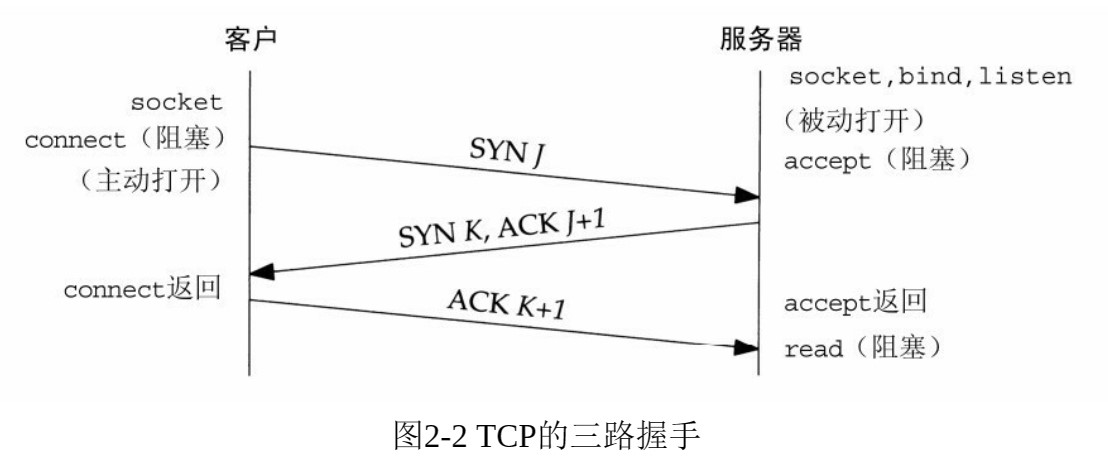 客户
服务器
socket,bind,listen
socket
（被动打开）
connect（阻塞）
SYN J
accept（阻塞）
（主动打开）
SYN K, ACK J+1
connect返回
ACK K+1
accept返回
read（阻塞）
图2-2 TCP的三路握手